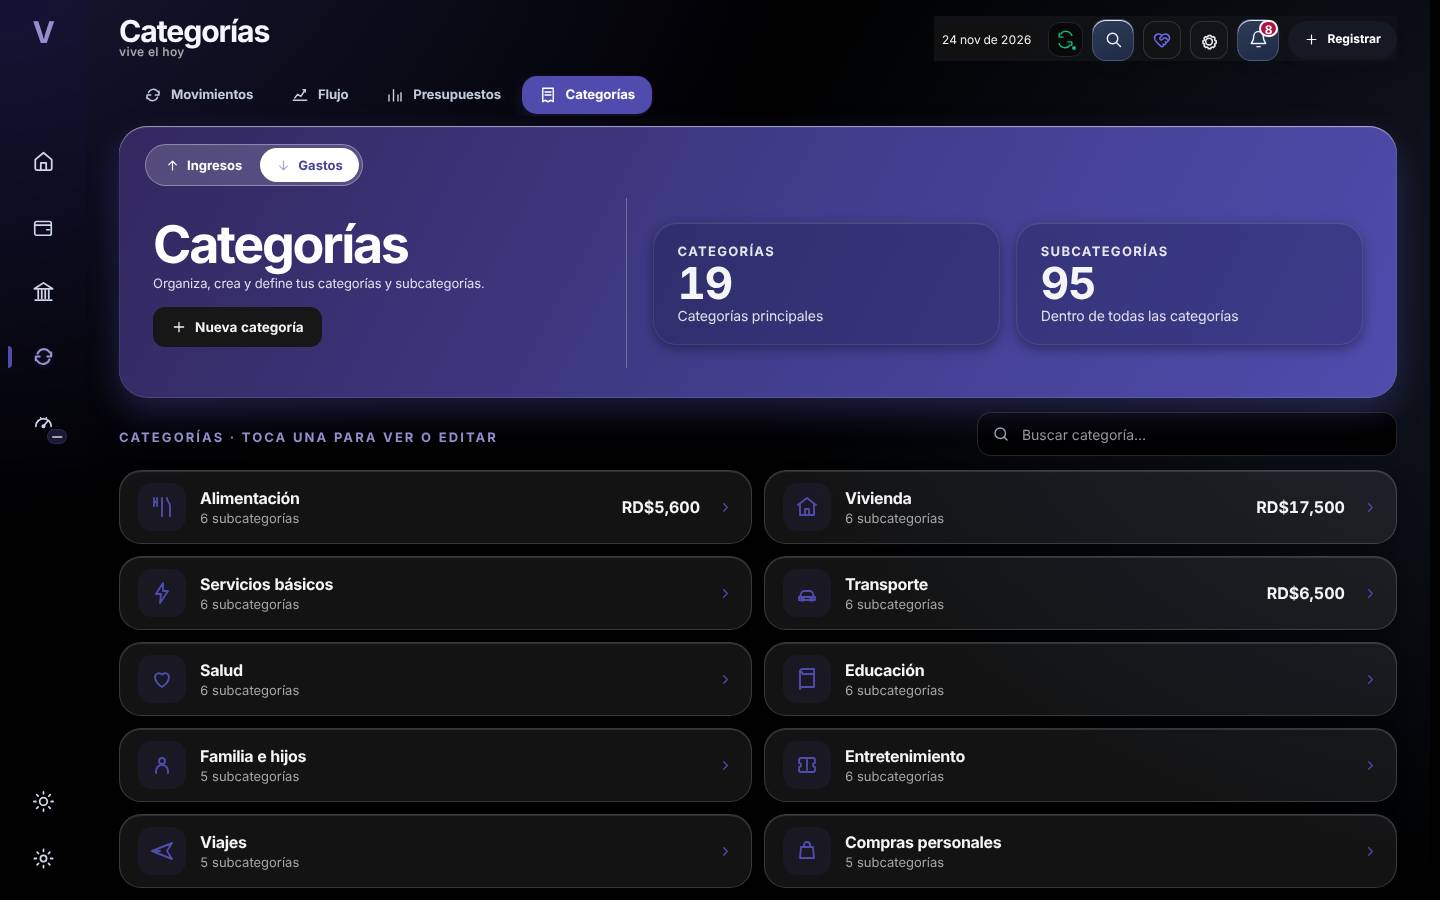 V
Categorías
vive el hoy
24 nov de 2026
8
Registrar
Movimientos
Flujo
Presupuestos
Categorías
Ingresos
Gastos
Categorías
Organiza, crea y define tus categorías y subcategorías.
Nueva categoría
CATEGORÍAS
19
Categorías principales
SUBCATEGORÍAS
95
Dentro de todas las categorías
CATEGORÍAS · TOCA UNA PARA VER O EDITAR
Buscar categoría...
Alimentación
6 subcategorías
RD$5,600
Vivienda
6 subcategorías
RD$17,500
Servicios básicos
6 subcategorías
Transporte
6 subcategorías
RD$6,500
Salud
6 subcategorías
Educación
6 subcategorías
Familia e hijos
5 subcategorías
Entretenimiento
6 subcategorías
Viajes
5 subcategorías
Compras personales
5 subcategorías